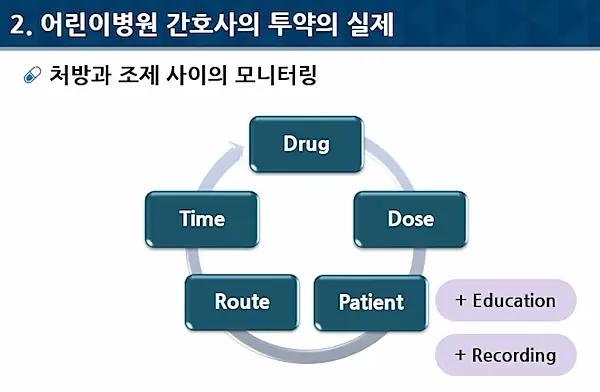 2. 어린이병원 간호사의 투약의 실제
처방과 조제 사이의 모니터링
Drug
Time
Dose
Route
Patient
+ Education
+ Recording